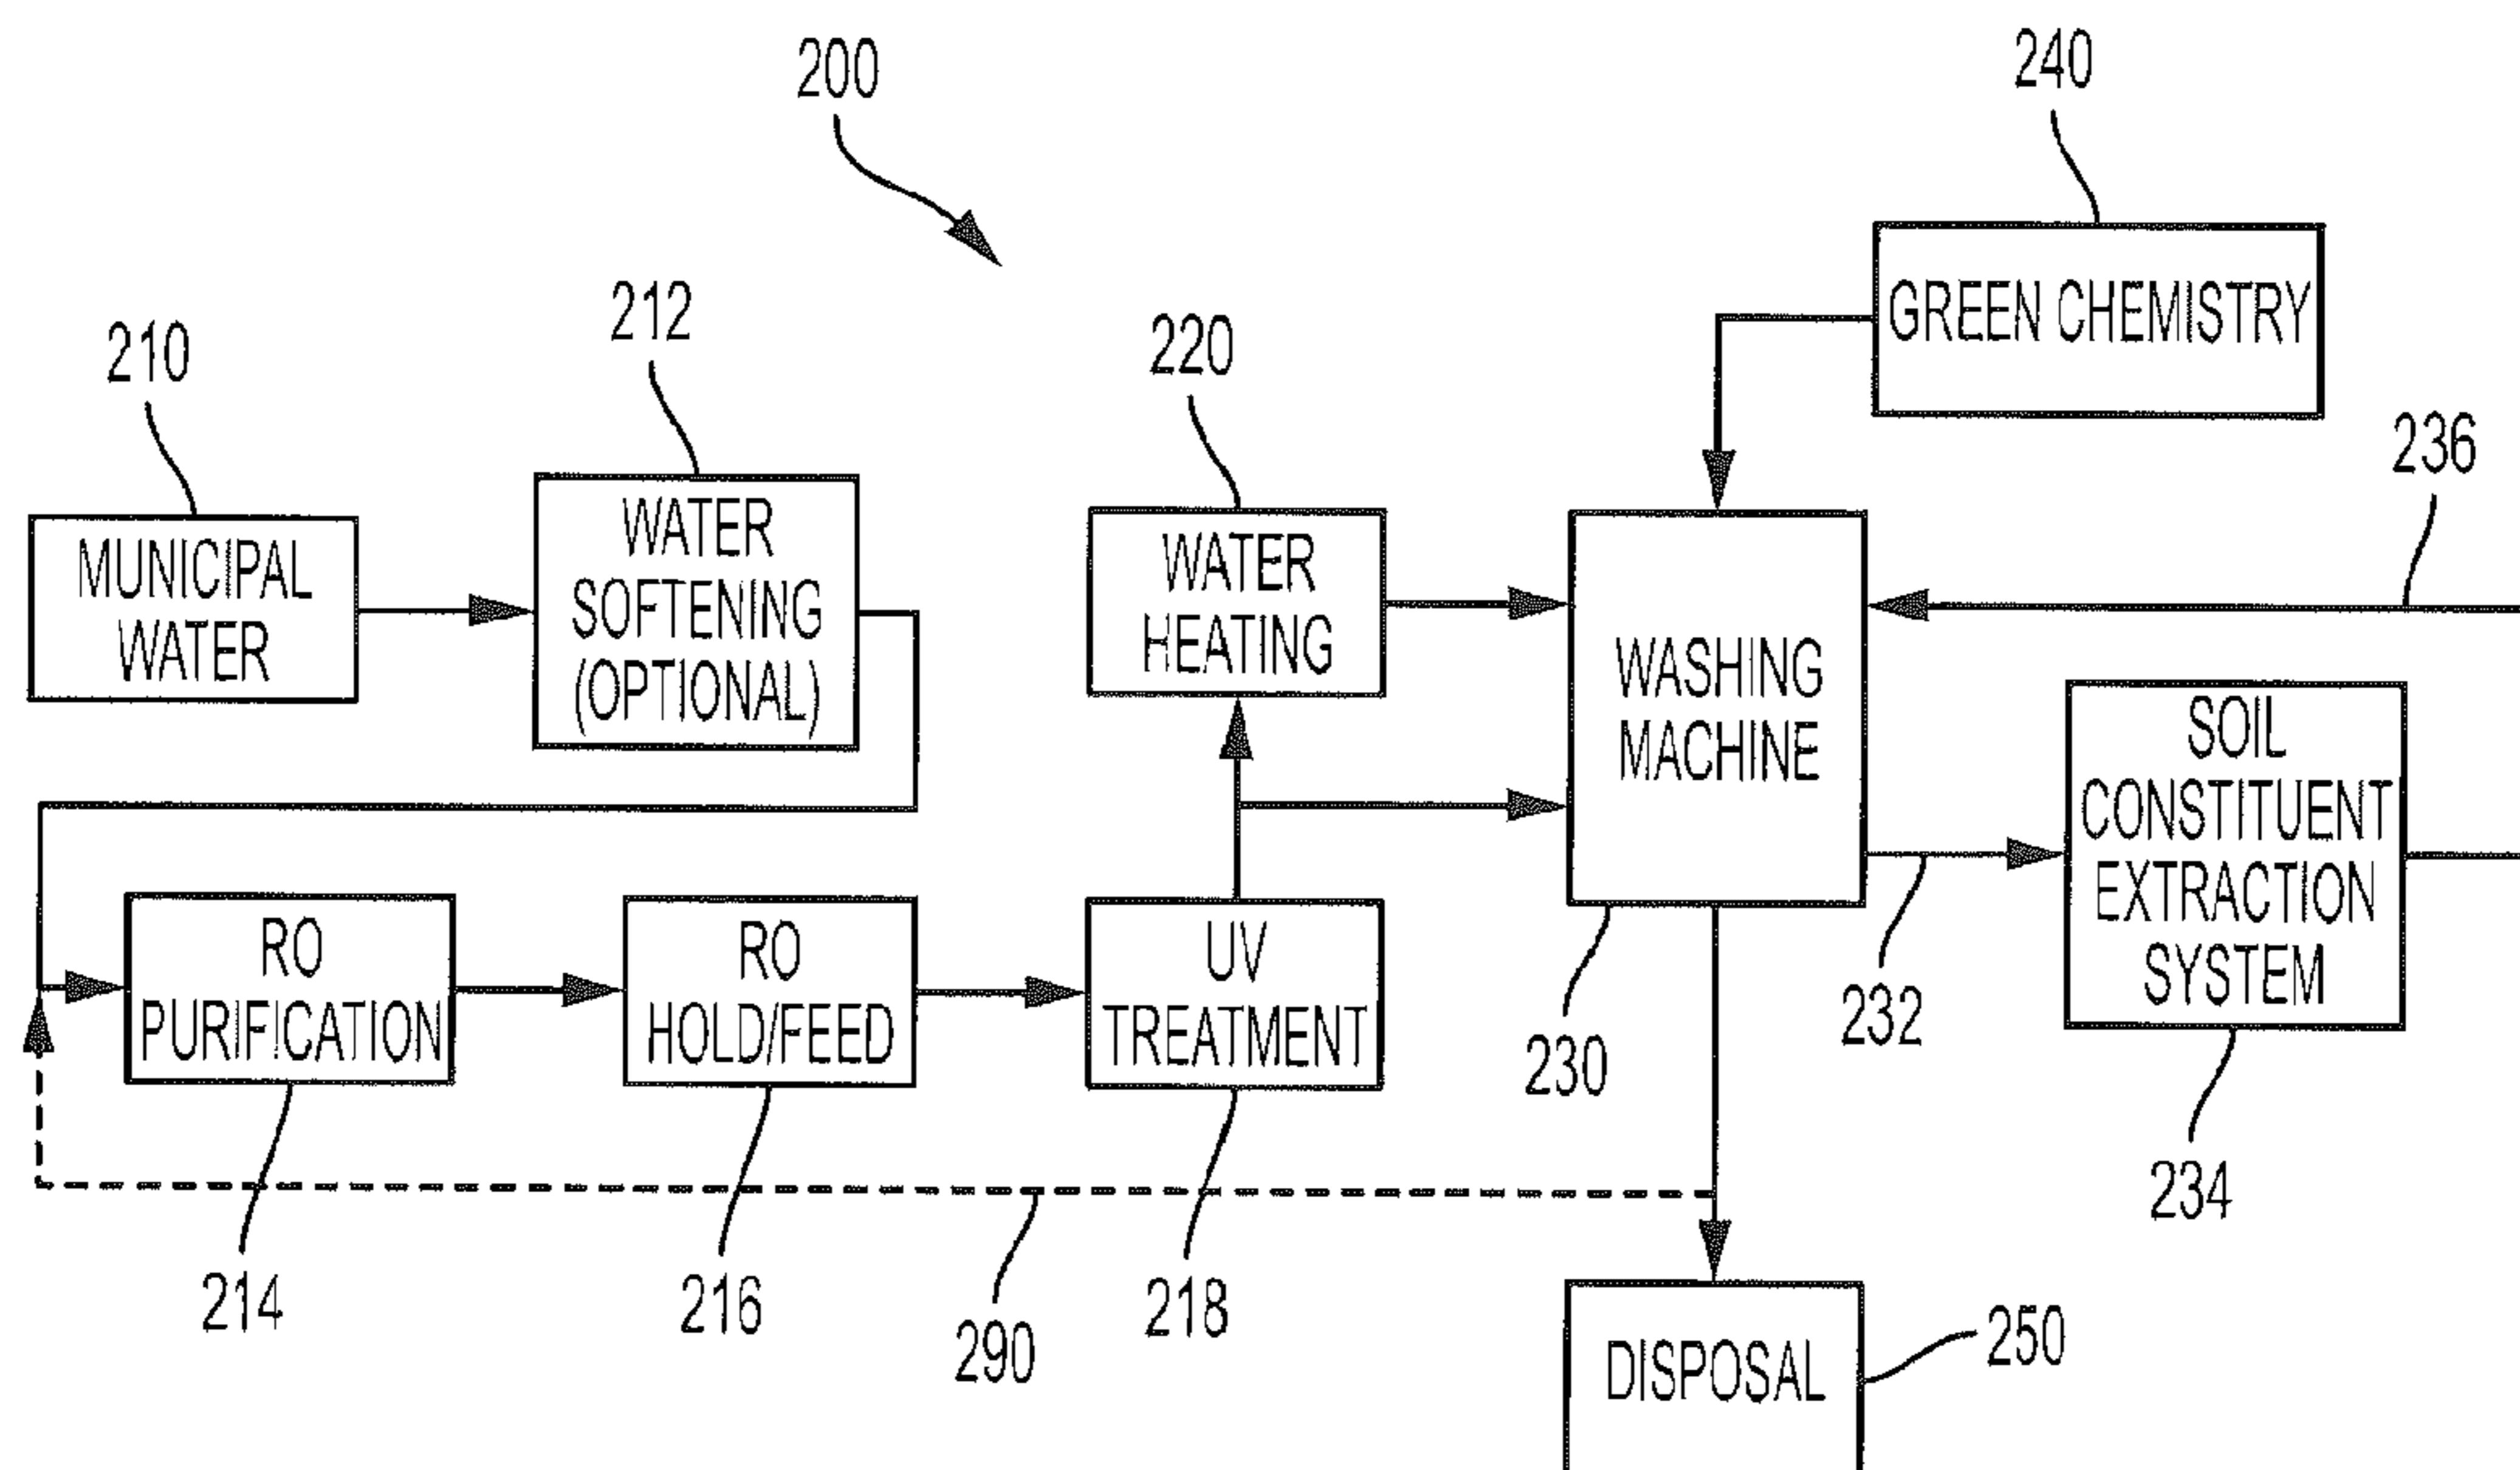 200
240
GREEN CHEMISTRY
212
210
220
236
MUNICIPAL
WATER
WATER
SOFTENING
(OPTIONAL)
WATER
HEATING
WASHING
MACHINE
SOIL
CONSTITUENT
EXTRACTION
SYSTEM
RO
PURIFICATION
RO
HOLD/FEED
UV
TREATMENT
230
232
234
214
216
218
290
DISPOSAL
250